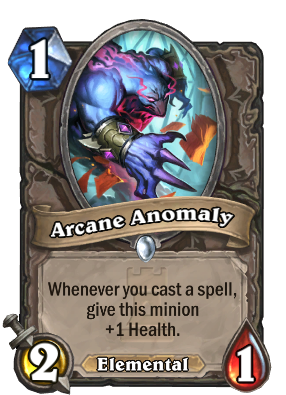 1
Arcane Anomaly
Whenever you cast a spell,
give this minion
+1 Health.
2
Elemental
1